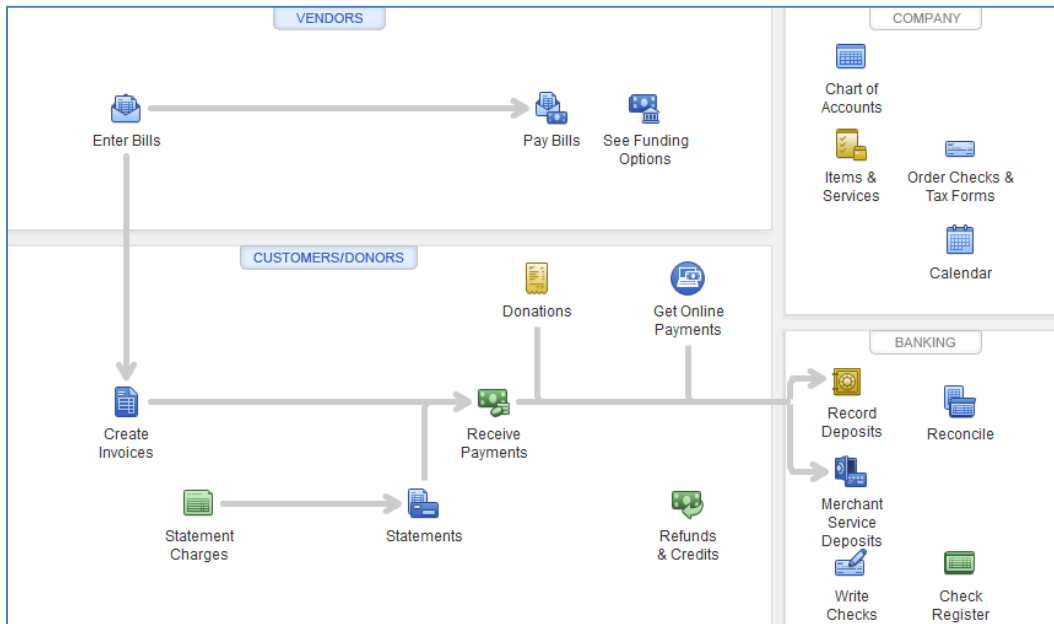 VENDORS
Enter Bills
Pay Bills
See Funding
Options
CUSTOMERS/DONORS
Donations
Get Online
Payments
Create
Invoices
Receive
Payments
Statement
Charges
Statements
Refunds
& Credits
COMPANY
Chart of
Accounts
Items &
Services
Order Checks &
Tax Forms
Calendar
BANKING
Record
Deposits
Reconcile
Merchant
Service
Deposits
Write
Checks
Check
Register